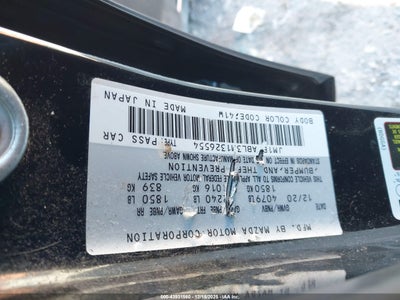 MFD. BY MAZDA MOTOR CORPORATION
12/20 4079LB 2240 LB 1850 LB
1850KG 1016 KG 839 KG
THIS VEHICLE CONFORMS TO ALL APPLICABLE FEDERAL MOTOR VEHICLE SAFETY
BUMPER AND THEFT PREVENTION
STANDARDS IN EFFECT ON THE DATE OF MANUFACTURE SHOWN ABOVE
TYPE: PASS CAR
BODY COLOR CODE:41W MADE IN JAPAN
IAA Inc.